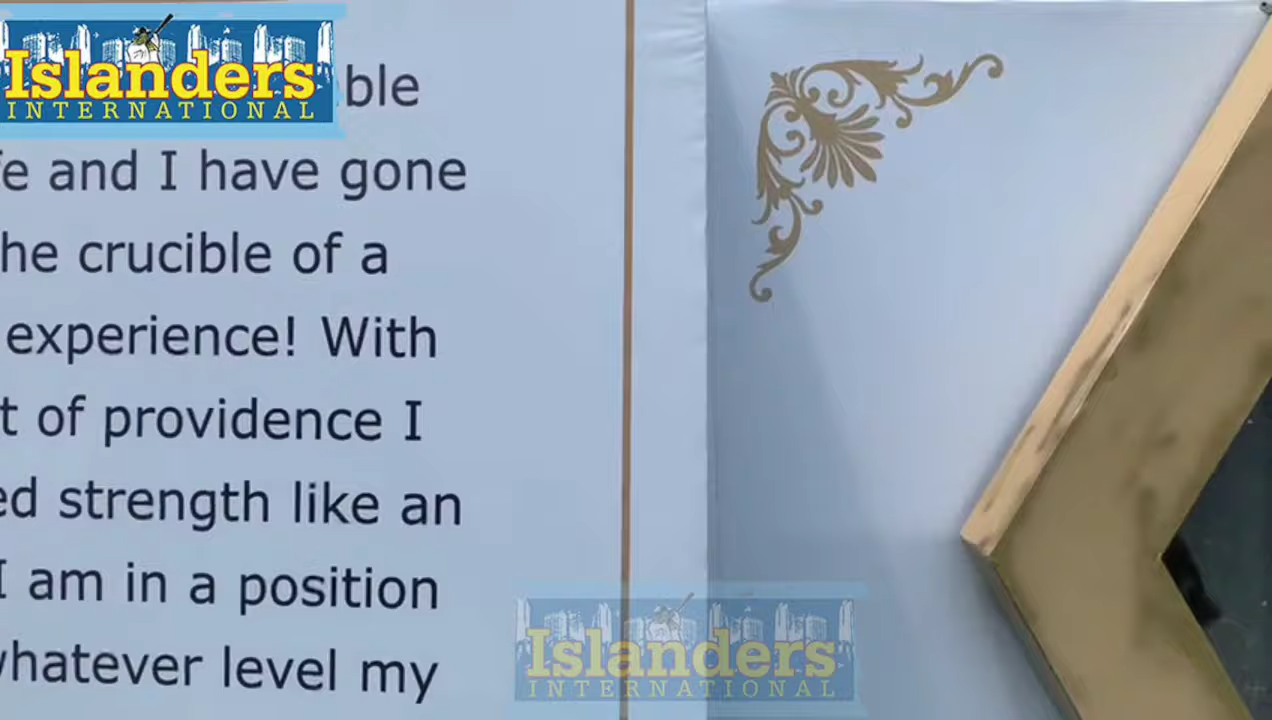 Islanders
INTERNATIONAL
ble
fe and I have gone
he crucible of a
experience! With
t of providence I
ed strength like an
I am in a position
whatever level my
Islanders
INTERNATIONAL